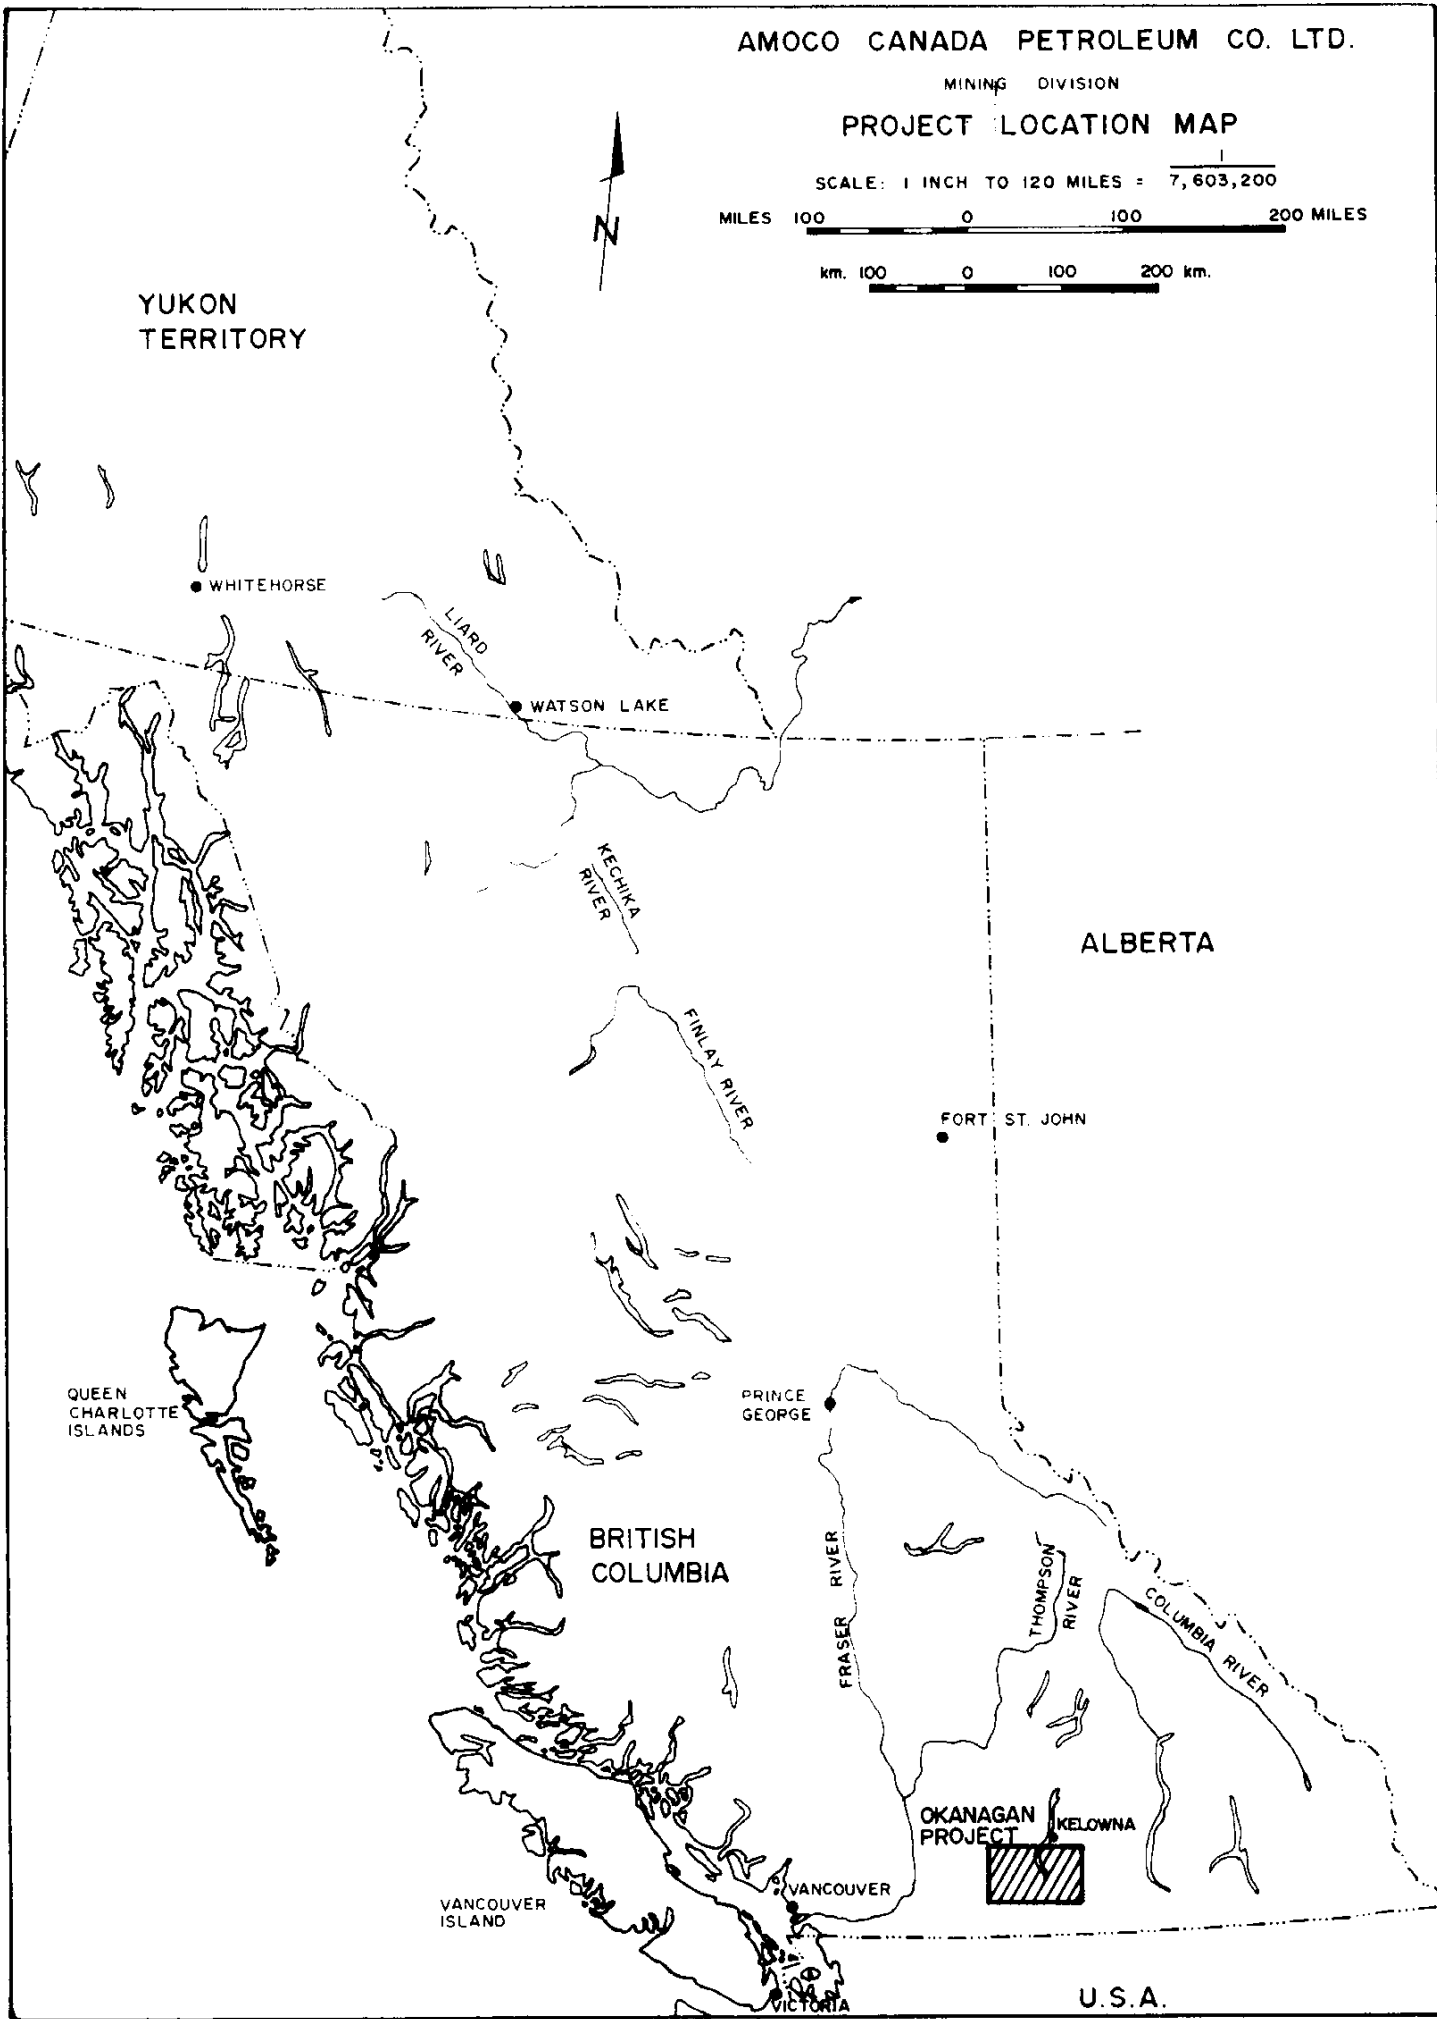 AMOCO CANADA PETROLEUM CO. LTD.
MINING DIVISION
PROJECT LOCATION MAP
SCALE: 1 INCH TO 120 MILES = 1/7,603,200
MILES 100 0 100 200 MILES
km. 100 0 100 200 km.
N
YUKON
TERRITORY
WHITEHORSE
LIARD
RIVER
WATSON LAKE
KECHIKA
RIVER
ALBERTA
FINLAY RIVER
FORT ST. JOHN
QUEEN
CHARLOTTE
ISLANDS
PRINCE
GEORGE
BRITISH
COLUMBIA
FRASER RIVER
THOMPSON
RIVER
COLUMBIA RIVER
OKANAGAN
PROJECT
KELOWNA
VANCOUVER
VANCOUVER
ISLAND
VICTORIA
U.S.A.